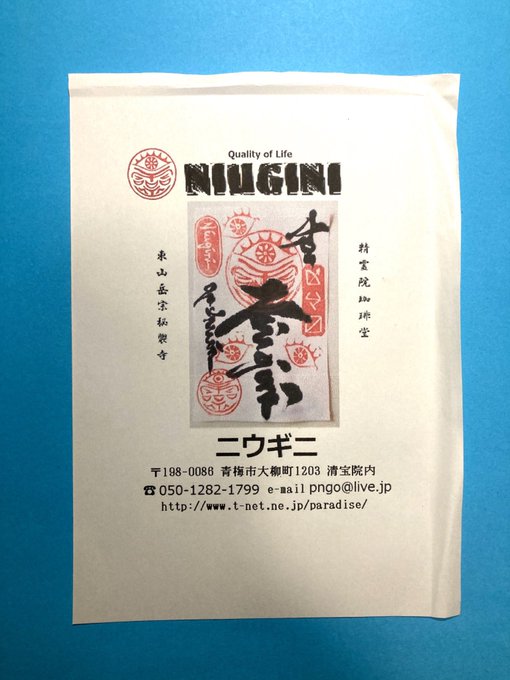 Quality of Life
NIUGINI
精霊院珈琲堂
東山岳宗秘製寺
ニウギニ
〒198-0086 青梅市大柳町1203 清宝院内
☎050-1282-1799 e-mail pngo@live.jp
http://www.t-net.ne.jp/paradise/